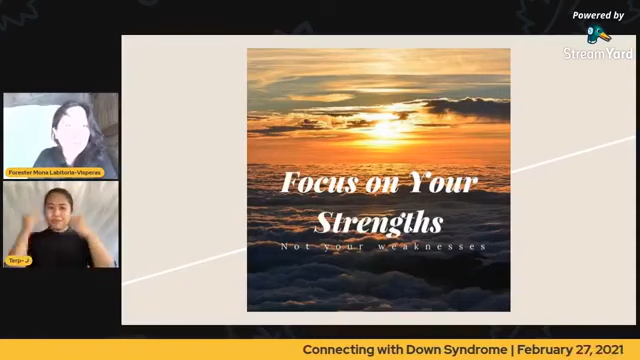 Powered by
StreamYard
Focus on Your
Strengths
Not your weaknesses
Forester Mona Labitoria-Visperas
Terp- J
Connecting with Down Syndrome | February 27, 2021